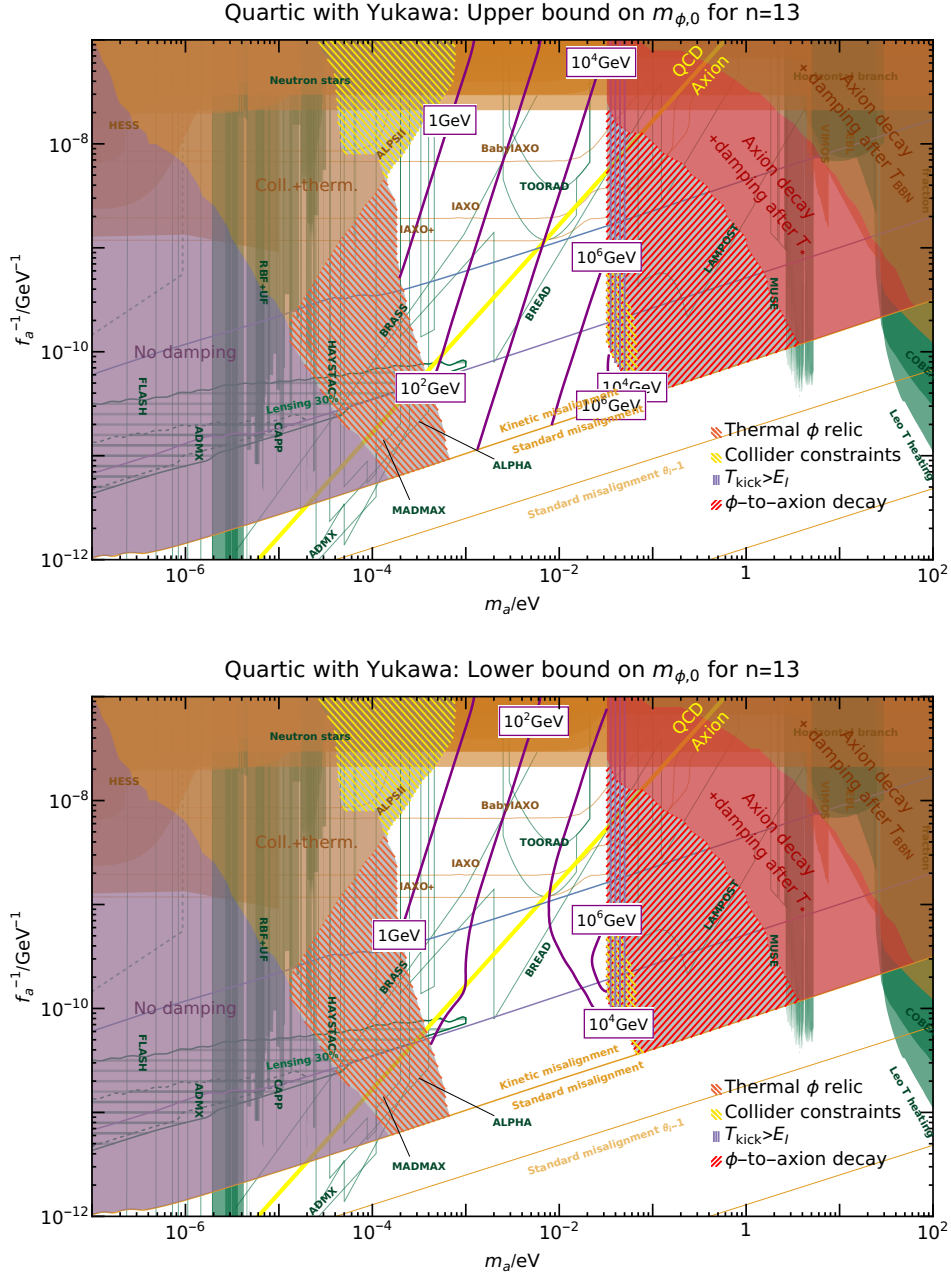 Quartic with Yukawa: Upper bound on m_{ϕ,0} for n=13
f_a^{-1}/GeV^{-1}
10^{-8}
10^{-10}
10^{-12}
10^{-6}
10^{-4}
10^{-2}
1
10^2
m_a/eV
Neutron stars
HESS
ALPSII
Coll.+therm.
1GeV
10^4GeV
BabyIAXO
TOORAD
IAXO
IAXO+
QCD
Axion
Horizontal branch
VIMOS
Axion decay
+ damping after T_{BBN}
Axion decay
+damping after T_*
RBF+UF
No damping
FLASH
ADMX
CAPP
HAYSTAC
Lensing 30%
BRASS
BREAD
10^6GeV
LAMPOST
MUSE
10^2GeV
10^4GeV
10^6GeV
Kinetic misalignment
Standard misalignment
Standard misalignment θ_i~1
ALPHA
MADMAX
ADMX
COBE
Leo T heating
Thermal ϕ relic
Collider constraints
T_{kick}>E_I
ϕ−to−axion decay
Quartic with Yukawa: Lower bound on m_{ϕ,0} for n=13
f_a^{-1}/GeV^{-1}
10^{-8}
10^{-10}
10^{-12}
10^{-6}
10^{-4}
10^{-2}
1
10^2
m_a/eV
Neutron stars
HESS
ALPSII
Coll.+therm.
10^2GeV
BabyIAXO
TOORAD
IAXO
IAXO+
QCD
Axion
Horizontal branch
VIMOS
Axion decay
+ damping after T_{BBN}
Axion decay
+damping after T_*
1GeV
10^6GeV
RBF+UF
No damping
FLASH
ADMX
CAPP
HAYSTAC
Lensing 30%
BRASS
BREAD
LAMPOST
MUSE
10^4GeV
Kinetic misalignment
Standard misalignment
Standard misalignment θ_i~1
ALPHA
MADMAX
ADMX
COBE
Leo T heating
Thermal ϕ relic
Collider constraints
T_{kick}>E_I
ϕ−to−axion decay